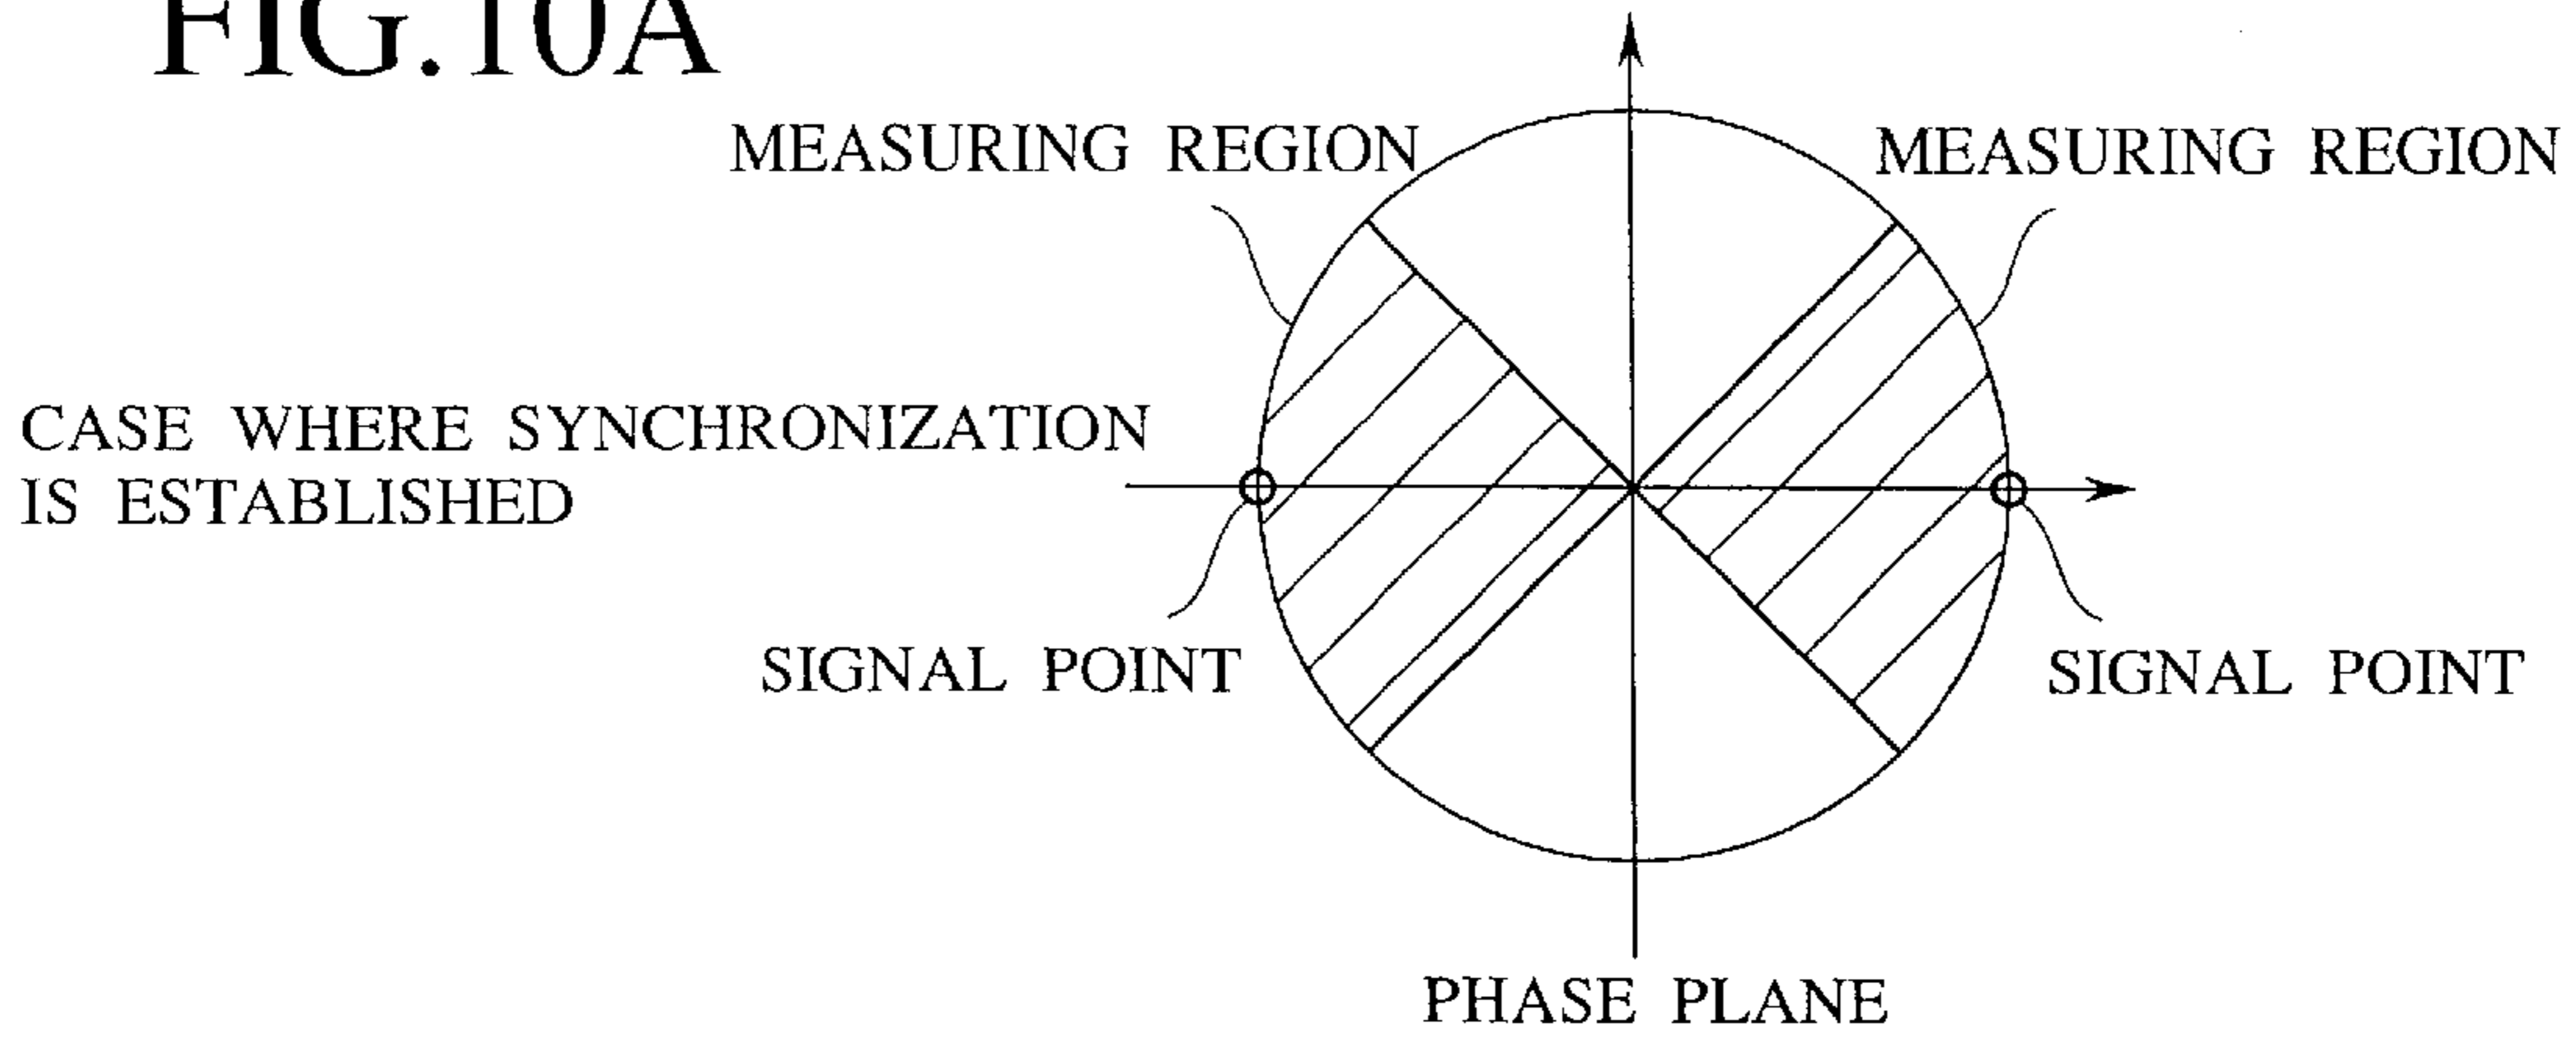 FIG.10A
MEASURING REGION
MEASURING REGION
CASE WHERE SYNCHRONIZATION
IS ESTABLISHED
SIGNAL POINT
SIGNAL POINT
PHASE PLANE